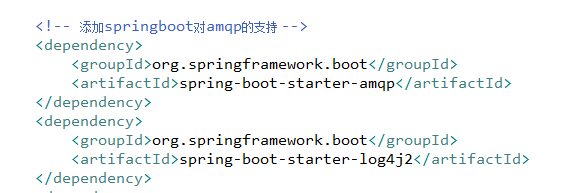 <!-- 添加springboot对amqp的支持 -->
<dependency>
<groupId>org.springframework.boot</groupId>
<artifactId>spring-boot-starter-amqp</artifactId>
</dependency>
<dependency>
<groupId>org.springframework.boot</groupId>
<artifactId>spring-boot-starter-log4j2</artifactId>
</dependency>